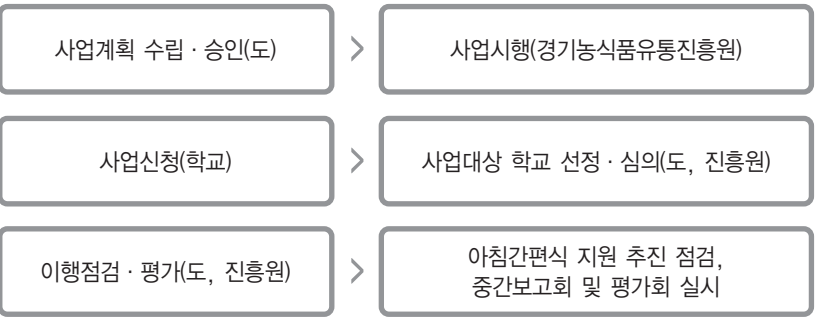 사업계획 수립 · 승인(도)
사업시행(경기농식품유통진흥원)
사업신청(학교)
사업대상 학교 선정 · 심의(도, 진흥원)
이행점검 · 평가(도, 진흥원)
아침간편식 지원 추진 점검,
중간보고회 및 평가회 실시